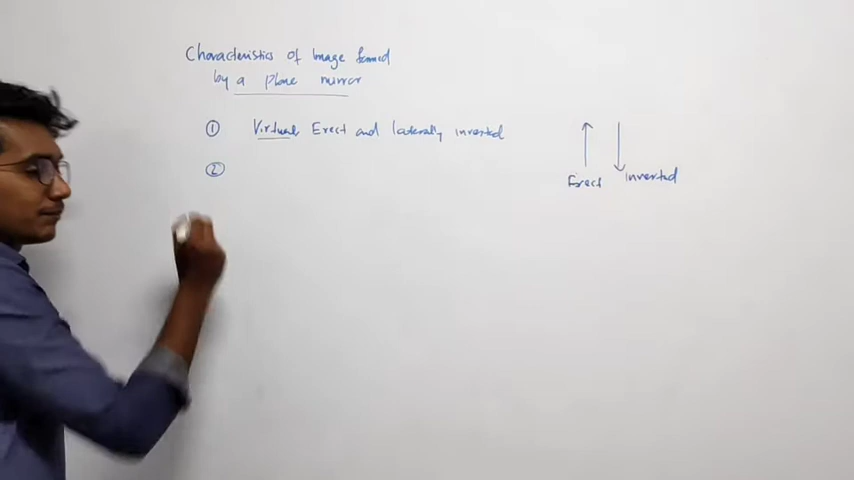 Characteristics of Image formed
by a plane mirror
① Virtual Erect and laterally inverted
②
Erect inverted